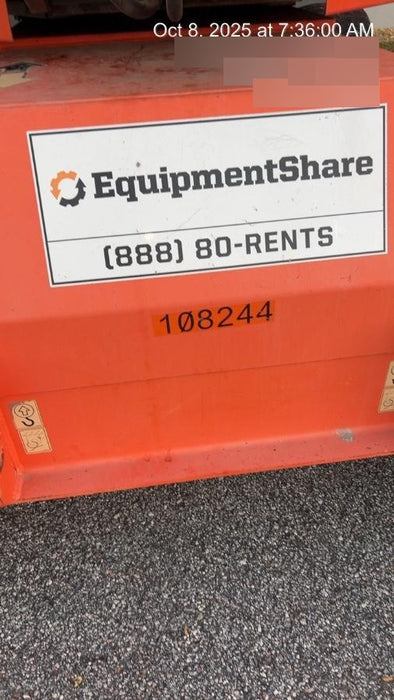 Oct 8. 2025 at 7:36:00 AM
EquipmentShare
(888) 80-RENTS
108244